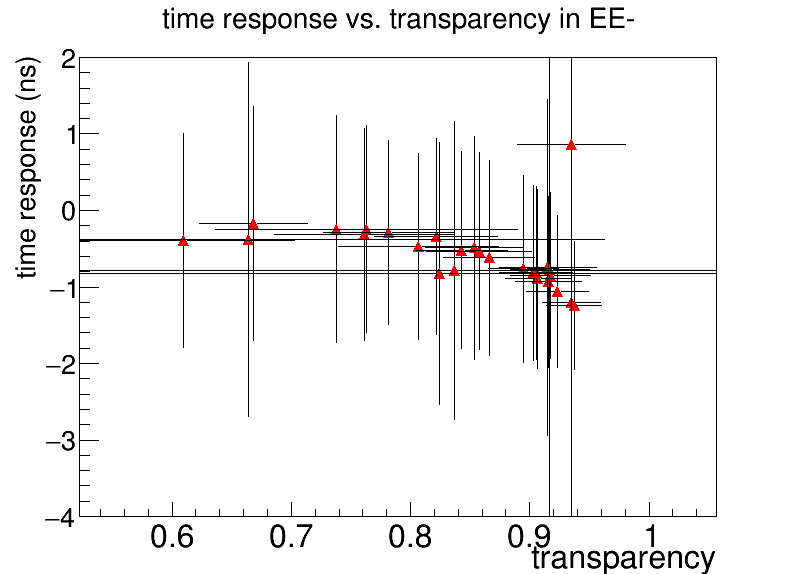 time response vs. transparency in EE-
time response (ns)
2
1
0
−1
−2
−3
−4
0.6 0.7 0.8 0.9 1
transparency